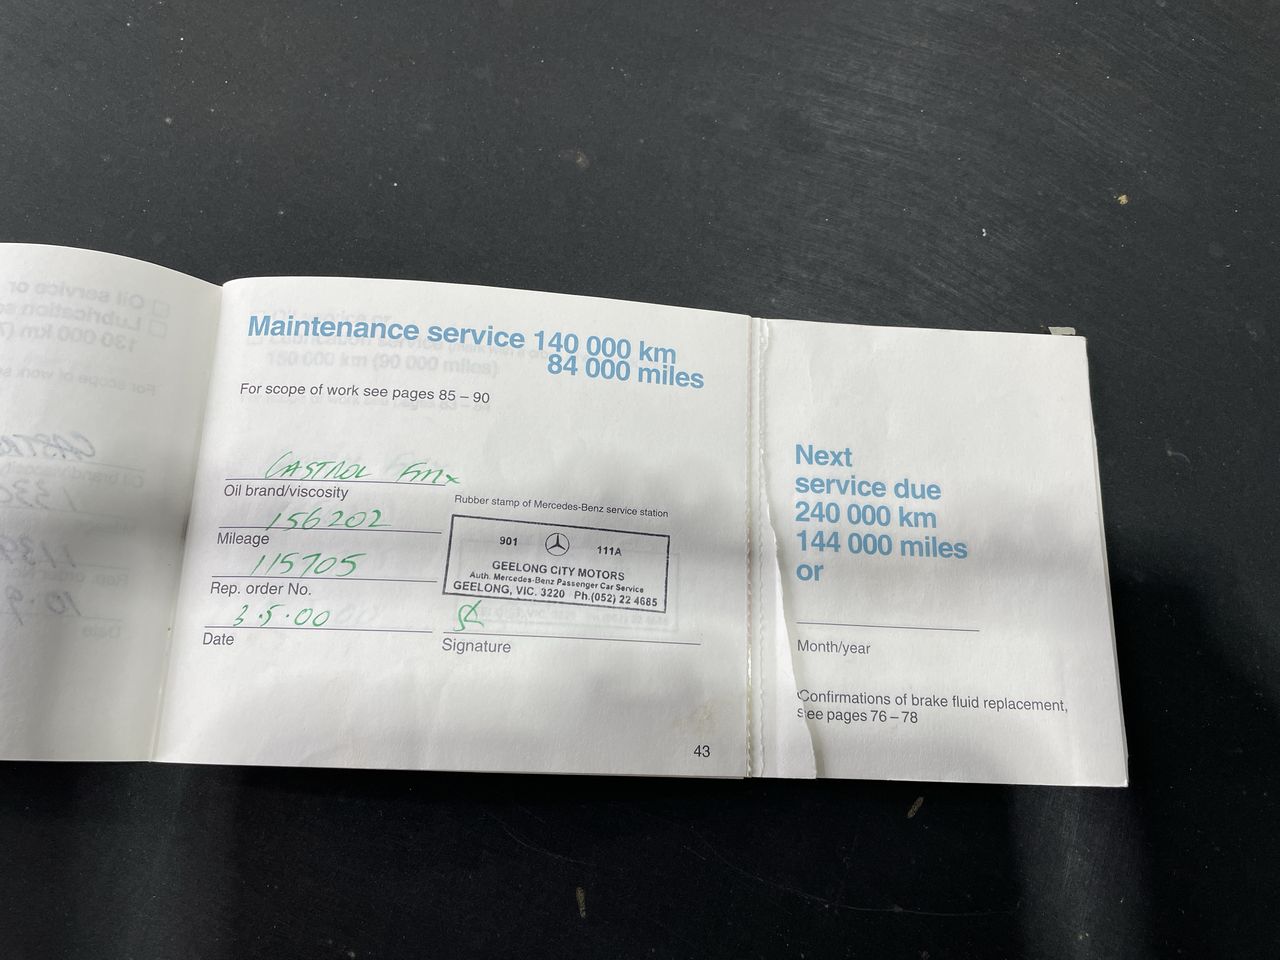 Maintenance service 140 000 km
84 000 miles
For scope of work see pages 85 – 90
CASTROL
Oil brand/viscosity
156202
Mileage
115705
Rep. order No.
3.5.00
Date
Rubber stamp of Mercedes-Benz service station
901 111A
GEELONG CITY MOTORS
Auth. Mercedes-Benz Passenger Car Service
GEELONG, VIC. 3220 Ph.(052) 22 4685
Signature
43
Next
service due
240 000 km
144 000 miles
or
Month/year
Confirmations of brake fluid replacement,
see pages 76 – 78